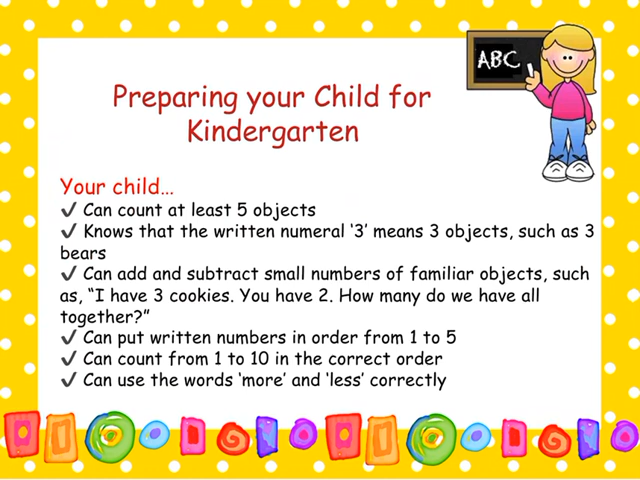 ABC
Preparing your Child for
Kindergarten
Your child...
✓ Can count at least 5 objects
✓ Knows that the written numeral ‘3’ means 3 objects, such as 3
bears
✓ Can add and subtract small numbers of familiar objects, such
as, “I have 3 cookies. You have 2. How many do we have all
together?”
✓ Can put written numbers in order from 1 to 5
✓ Can count from 1 to 10 in the correct order
✓ Can use the words ‘more’ and ‘less’ correctly